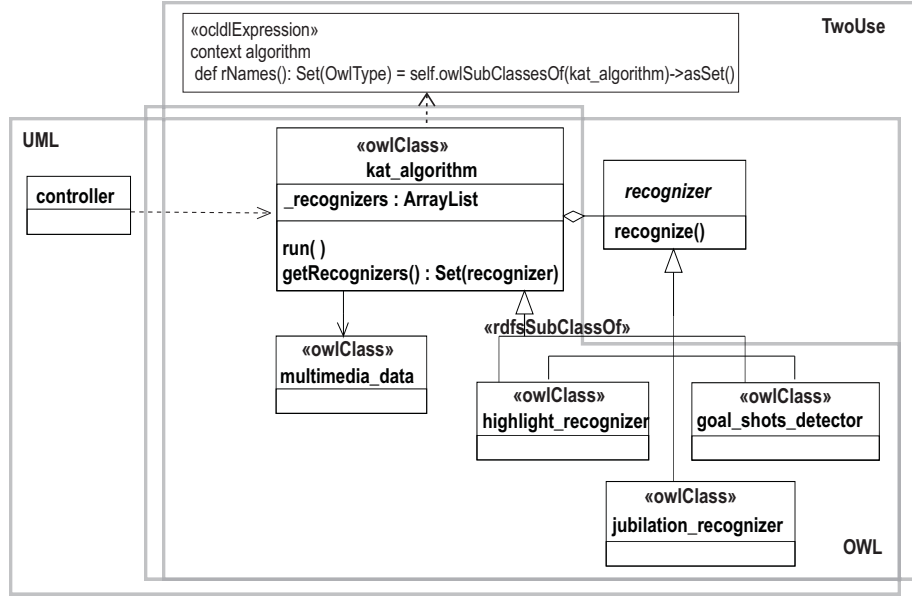 «ocldlExpression»
context algorithm
def rNames(): Set(OwlType) = self.owlSubClassesOf(kat_algorithm)->asSet()
TwoUse
UML
controller
«owlClass»
kat_algorithm
_recognizers : ArrayList
run( )
getRecognizers() : Set(recognizer)
recognizer
recognize()
«rdfsSubClassOf»
«owlClass»
multimedia_data
«owlClass»
highlight_recognizer
«owlClass»
goal_shots_detector
«owlClass»
jubilation_recognizer
OWL